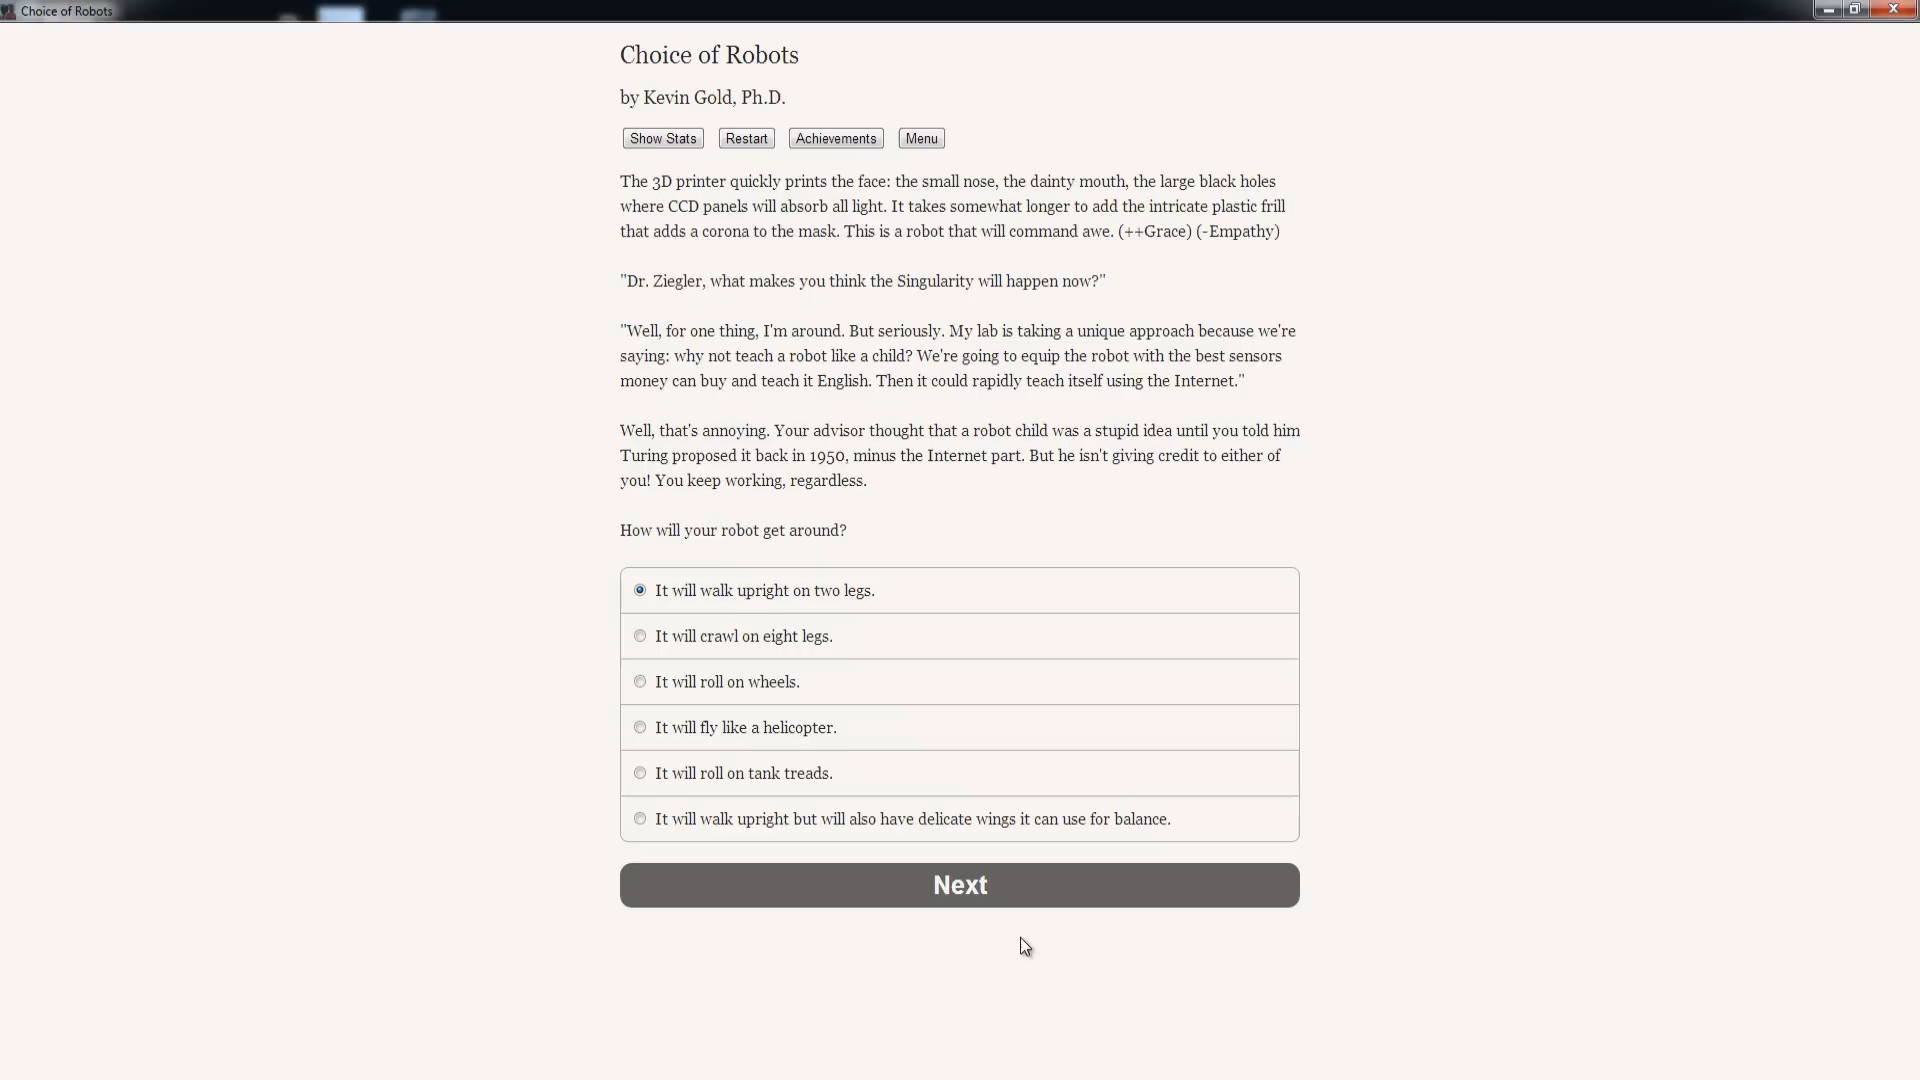 Choice of Robots
Choice of Robots
by Kevin Gold, Ph.D.
Show Stats Restart Achievements Menu
The 3D printer quickly prints the face: the small nose, the dainty mouth, the large black holes
where CCD panels will absorb all light. It takes somewhat longer to add the intricate plastic frill
that adds a corona to the mask. This is a robot that will command awe. (++Grace) (-Empathy)
"Dr. Ziegler, what makes you think the Singularity will happen now?"
"Well, for one thing, I'm around. But seriously. My lab is taking a unique approach because we're
saying: why not teach a robot like a child? We're going to equip the robot with the best sensors
money can buy and teach it English. Then it could rapidly teach itself using the Internet."
Well, that's annoying. Your advisor thought that a robot child was a stupid idea until you told him
Turing proposed it back in 1950, minus the Internet part. But he isn't giving credit to either of
you! You keep working, regardless.
How will your robot get around?
It will walk upright on two legs.
It will crawl on eight legs.
It will roll on wheels.
It will fly like a helicopter.
It will roll on tank treads.
It will walk upright but will also have delicate wings it can use for balance.
Next